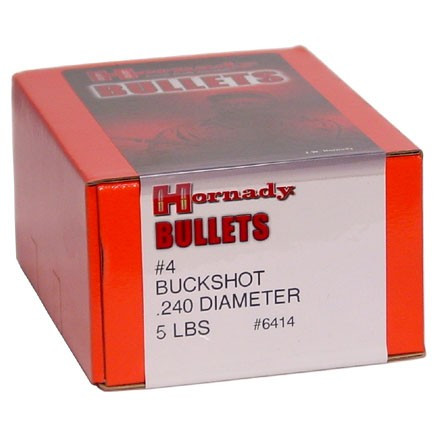 Hornady
BULLETS
Hornady
BULLETS
#4
BUCKSHOT
.240 DIAMETER
5 LBS #6414